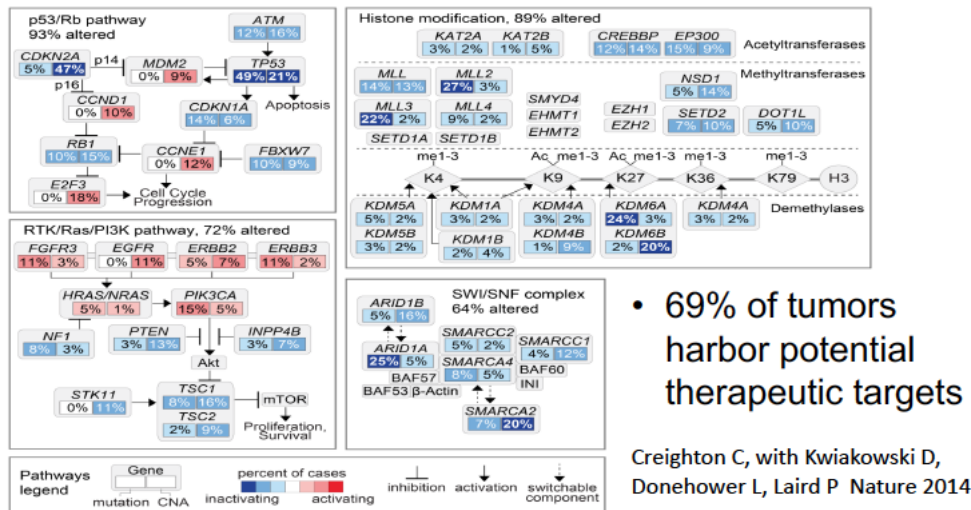 p53/Rb pathway
93% altered
ATM
12% 16%
CDKN2A
5% 47%
p14
MDM2
0% 9%
TP53
49% 21%
p16
CCND1
0% 10%
CDKN1A
14% 6%
Apoptosis
RB1
10% 15%
CCNE1
0% 12%
FBXW7
10% 9%
E2F3
0% 18%
Cell Cycle
Progression
RTK/Ras/PI3K pathway, 72% altered
FGFR3 EGFR ERBB2 ERBB3
11% 3% 0% 11% 5% 7% 11% 2%
HRAS/NRAS
5% 1%
PIK3CA
15% 5%
NF1
8% 3%
PTEN
3% 13%
INPP4B
3% 7%
Akt
STK11
0% 11%
TSC1
8% 16%
TSC2
2% 9%
mTOR
Proliferation,
Survival
Histone modification, 89% altered
KAT2A KAT2B CREBBP EP300
3% 2% 1% 5% 12% 14% 15% 9%
Acetyltransferases
Methyltransferases
MLL MLL2
14% 13% 27% 3%
NSD1
5% 14%
MLL3 MLL4
22% 2% 9% 2%
SMYD4
EHMT1
EHMT2
EZH1
EZH2
SETD2
7% 10%
DOT1L
5% 10%
SETD1A SETD1B
me1-3 Ac me1-3 Ac me1-3 me1-3 me1-3
K4 K9 K27 K36 K79 H3
Demethylases
KDM5A KDM1A KDM4A KDM6A KDM4A
5% 2% 3% 2% 3% 2% 24% 3% 3% 2%
KDM5B KDM1B KDM4B KDM6B
3% 2% 2% 4% 1% 9% 2% 20%
SWI/SNF complex
64% altered
ARID1B
5% 16%
ARID1A
25% 5%
BAF57
BAF53 β-Actin
SMARCC2
5% 2%
SMARCA4
8% 5%
SMARCC1
4% 12%
BAF60
INI
SMARCA2
7% 20%
• 69% of tumors
harbor potential
therapeutic targets
Creighton C, with Kwiakowski D,
Donehower L, Laird P Nature 2014
Pathways
legend
Gene
mutation CNA
percent of cases
inactivating activating
inhibition
activation
switchable
component